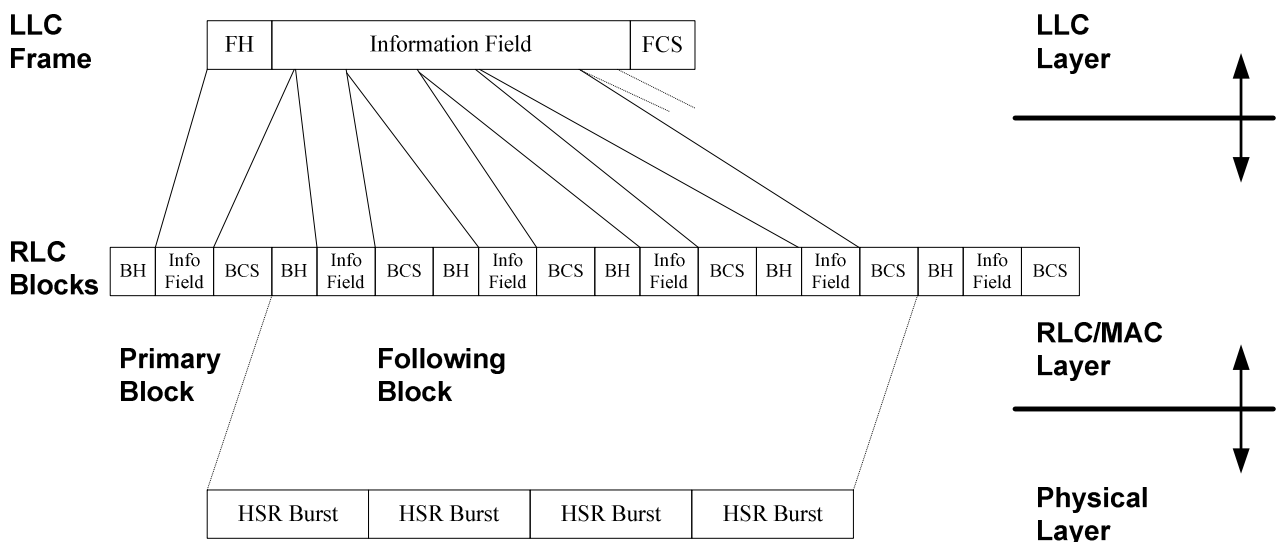 LLC
Frame
FH
Information Field
FCS
LLC
Layer
RLC
Blocks
BH
Info
Field
BCS
BH
Info
Field
BCS
BH
Info
Field
BCS
BH
Info
Field
BCS
BH
Info
Field
BCS
BH
Info
Field
BCS
Primary
Block
Following
Block
RLC/MAC
Layer
HSR Burst
HSR Burst
HSR Burst
HSR Burst
Physical
Layer